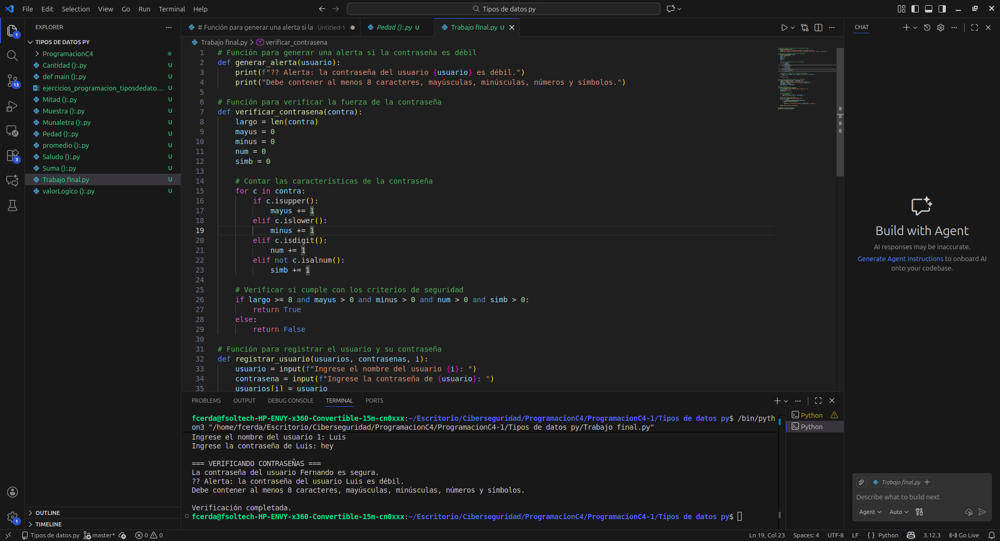 File Edit Selection View Go Run Terminal Help
Tipos de datos py
EXPLORER
TIPOS DE DATOS PY
ProgramacionC4
Cantidad ():.py U
def main ():.py U
ejercicios_programacion_tiposdedato... U
Mitad ():.py U
Muestra ():.py U
Munaletra ():.py U
Pedad ():.py U
promedio ():.py U
Saludo ():.py U
Suma ():.py U
Trabajo final.py U
valorLogico ():.py U
OUTLINE
TIMELINE
1
13
3
1
# Función para generar una alerta si la Untitled-1
Pedad ():.py U
Trabajo final.py U
Trabajo final.py > verificar_contrasena
1 # Función para generar una alerta si la contraseña es débil
2 def generar_alerta(usuario):
3 print(f"?? Alerta: la contraseña del usuario {usuario} es débil.")
4 print("Debe contener al menos 8 caracteres, mayúsculas, minúsculas, números y símbolos.")
5
6 # Función para verificar la fuerza de la contraseña
7 def verificar_contrasena(contra):
8 largo = len(contra)
9 mayus = 0
10 minus = 0
11 num = 0
12 simb = 0
13
14 # Contar las características de la contraseña
15 for c in contra:
16 if c.isupper():
17 mayus += 1
18 elif c.islower():
19 minus += 1
20 elif c.isdigit():
21 num += 1
22 elif not c.isalnum():
23 simb += 1
24
25 # Verificar si cumple con los criterios de seguridad
26 if largo >= 8 and mayus > 0 and minus > 0 and num > 0 and simb > 0:
27 return True
28 else:
29 return False
30
31 # Función para registrar el usuario y su contraseña
32 def registrar_usuario(usuarios, contrasenas, i):
33 usuario = input(f"Ingrese el nombre del usuario {i}: ")
34 contrasena = input(f"Ingrese la contraseña de {usuario}: ")
35 usuarios[i] = usuario
PROBLEMS OUTPUT DEBUG CONSOLE TERMINAL PORTS
fcerda@fsoltech-HP-ENVY-x360-Convertible-15m-cn0xxx:~/Escritorio/Ciberseguridad/ProgramacionC4/ProgramacionC4-1/Tipos de datos py$ /bin/pyth
on3 "/home/fcerda/Escritorio/Ciberseguridad/ProgramacionC4/ProgramacionC4-1/Tipos de datos py/Trabajo final.py"
Ingrese el nombre del usuario 1: Luis
Ingrese la contraseña de Luis: hey
=== VERIFICANDO CONTRASEÑAS ===
La contraseña del usuario Fernando es segura.
?? Alerta: la contraseña del usuario Luis es débil.
Debe contener al menos 8 caracteres, mayúsculas, minúsculas, números y símbolos.
Verificación completada.
fcerda@fsoltech-HP-ENVY-x360-Convertible-15m-cn0xxx:~/Escritorio/Ciberseguridad/ProgramacionC4/ProgramacionC4-1/Tipos de datos py$
Python
Python
CHAT
Build with Agent
AI responses may be inaccurate.
Generate Agent Instructions to onboard AI
onto your codebase.
Trabajo final.py
Describe what to build next
Agent Auto
Tipos de datos py master* 0 0
Ln 19, Col 23 Spaces: 4 UTF-8 LF { } Python 3.12.3 Go Live